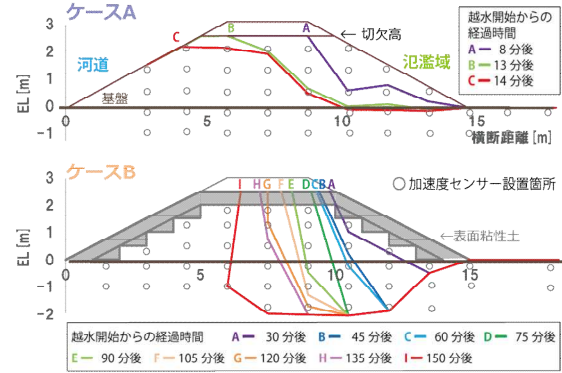 ケースA
3
2
1
0
−1
EL [m]
C
B
A
← 切欠高
河道
氾濫域
基盤
越水開始からの
経過時間
A 8 分後
B 13 分後
C 14 分後
0 5 10 15
横断距離 [m]
ケースB
3
2
1
0
−1
−2
EL [m]
I H G F E D C B A
○加速度センサー設置箇所
←表面粘性土
0 5 10 15
越水開始からの経過時間 A 30 分後 B 45 分後 C 60 分後 D 75 分後
E 90 分後 F 105 分後 G 120 分後 H 135 分後 I 150 分後